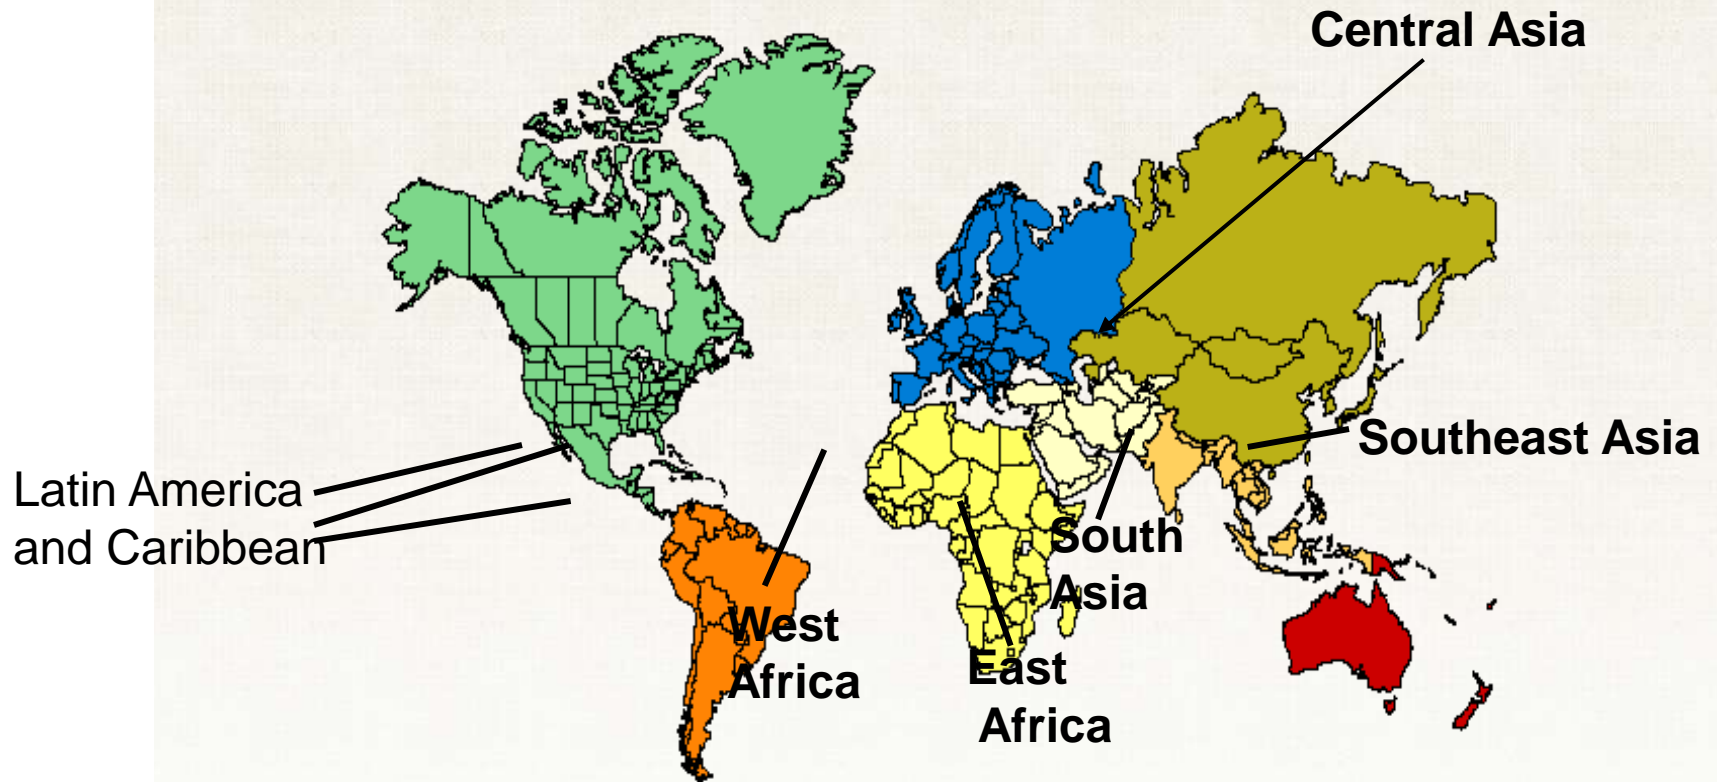 Central Asia
Southeast Asia
Latin America
and Caribbean
South
Asia
West
Africa
East
Africa